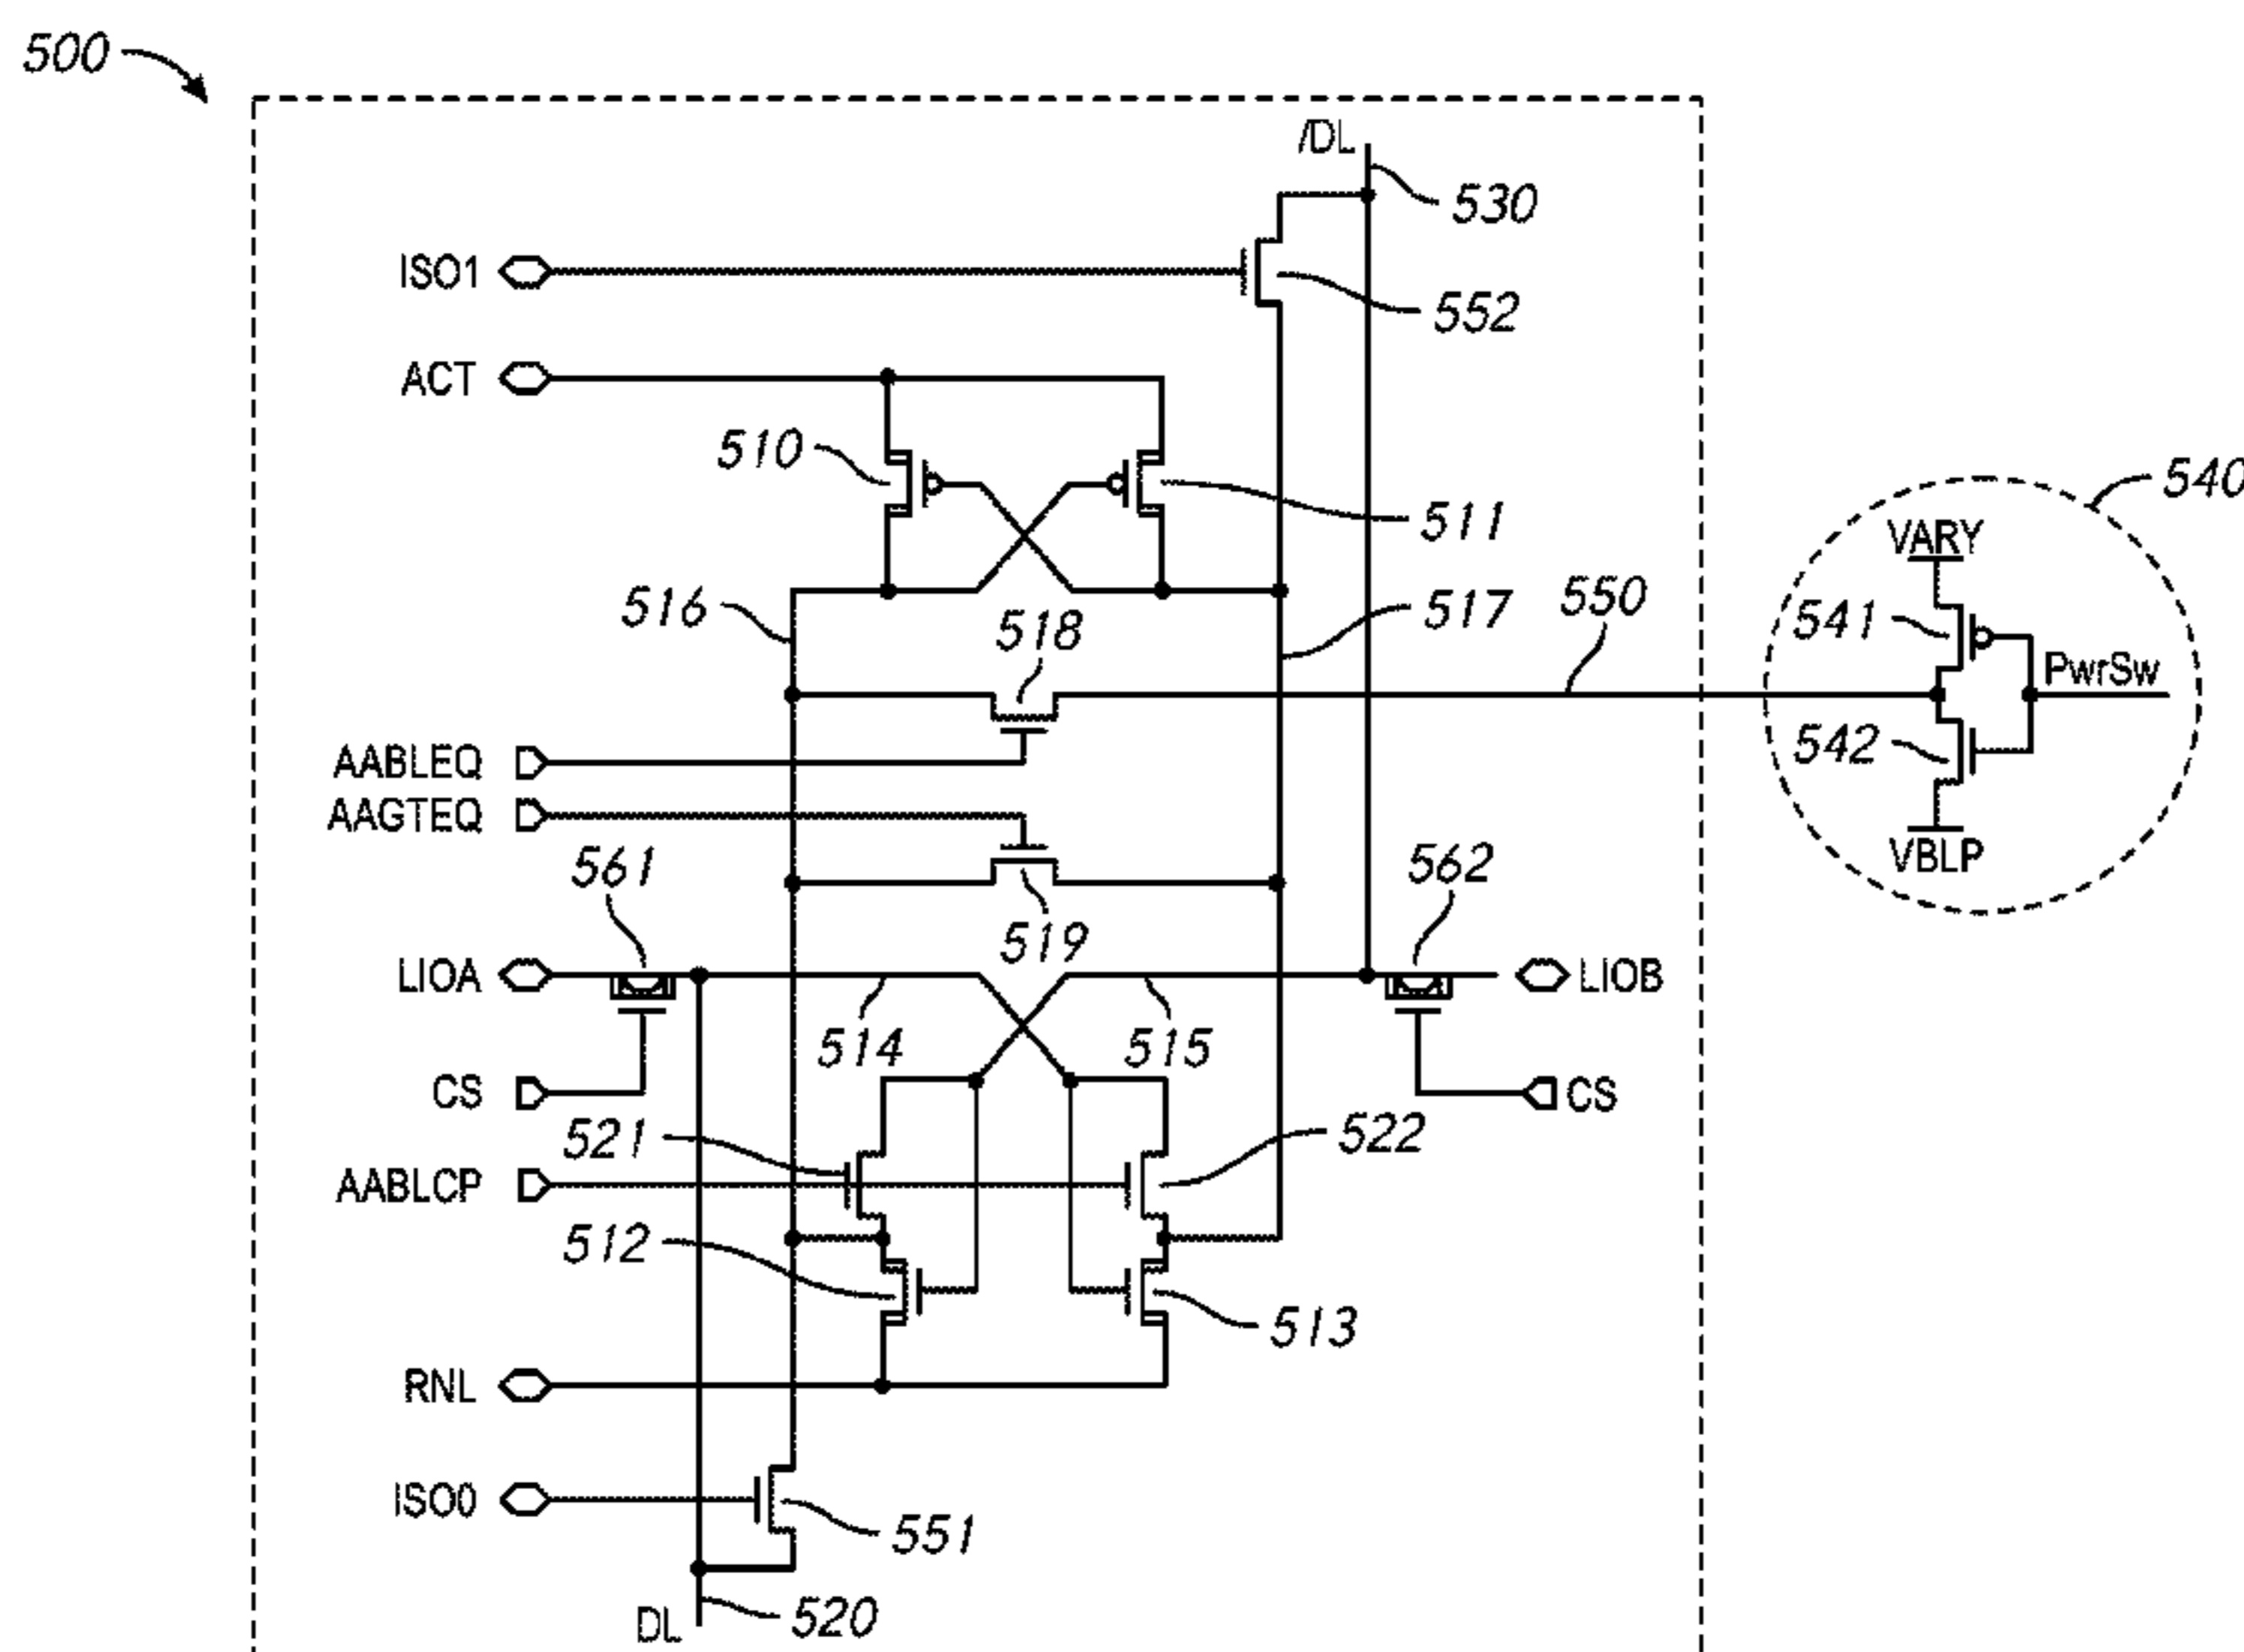 500
/DL
530
ISO1
552
ACT
510
511
540
VARY
541
PwrSw
542
VBLP
516
518
517
550
AABLEQ
AAGTEQ
561
519
562
LIOA
LIOB
514
515
CS
CS
521
522
AABLCP
512
513
RNL
ISO0
551
DL
520